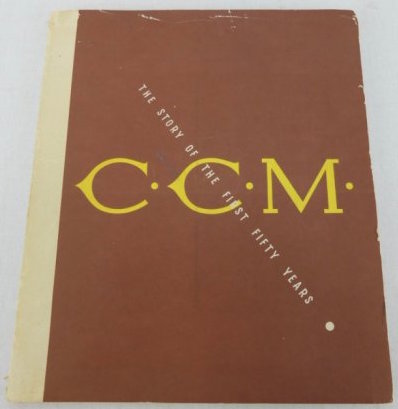 THE STORY OF THE FIRST FIFTY YEARS
C·C·M·